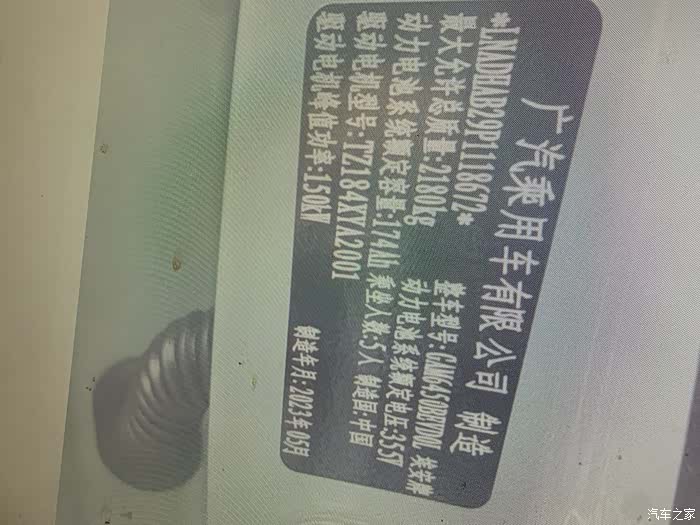 广汽乘用车有限公司 制造
*LNADHAB29P1118672* 整车型号:GAM6450BEVD0L 埃安牌
最大允许总质量:2180kg 动力电池系统额定电压:355V
动力电池系统额定容量:174Ah 乘坐人数:5人 制造国:中国
驱动电机型号:TZ184XYA2001
驱动电机峰值功率:150kW 制造年月:2023年05月
汽车之家